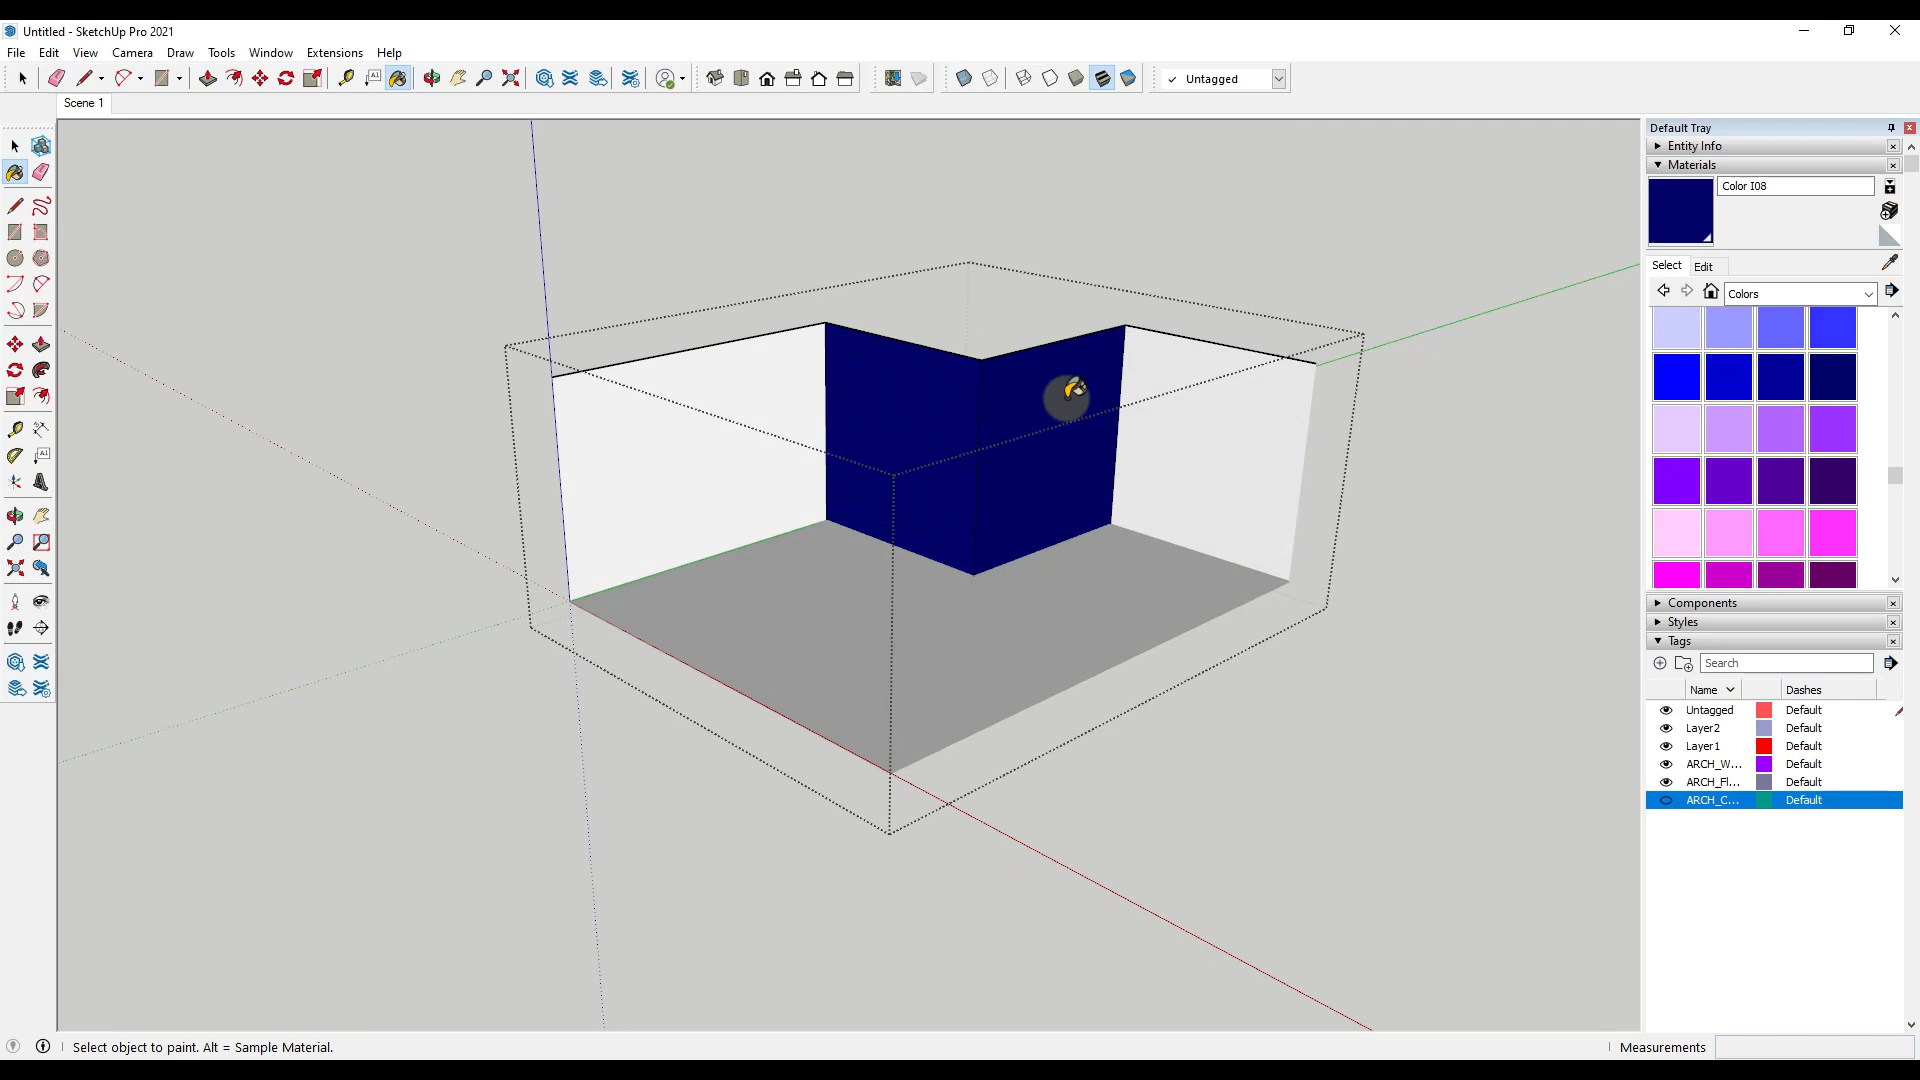 Untitled - SketchUp Pro 2021
File Edit View Camera Draw Tools Window Extensions Help
A1
Untagged
Scene 1
Default Tray
Entity Info
Materials
Color I08
Select Edit
Colors
A1
Components
Styles
Tags
Search
Name Dashes
Untagged Default
Layer2 Default
Layer1 Default
ARCH_W... Default
ARCH_Fl... Default
ARCH_C... Default
Select object to paint. Alt = Sample Material.
Measurements